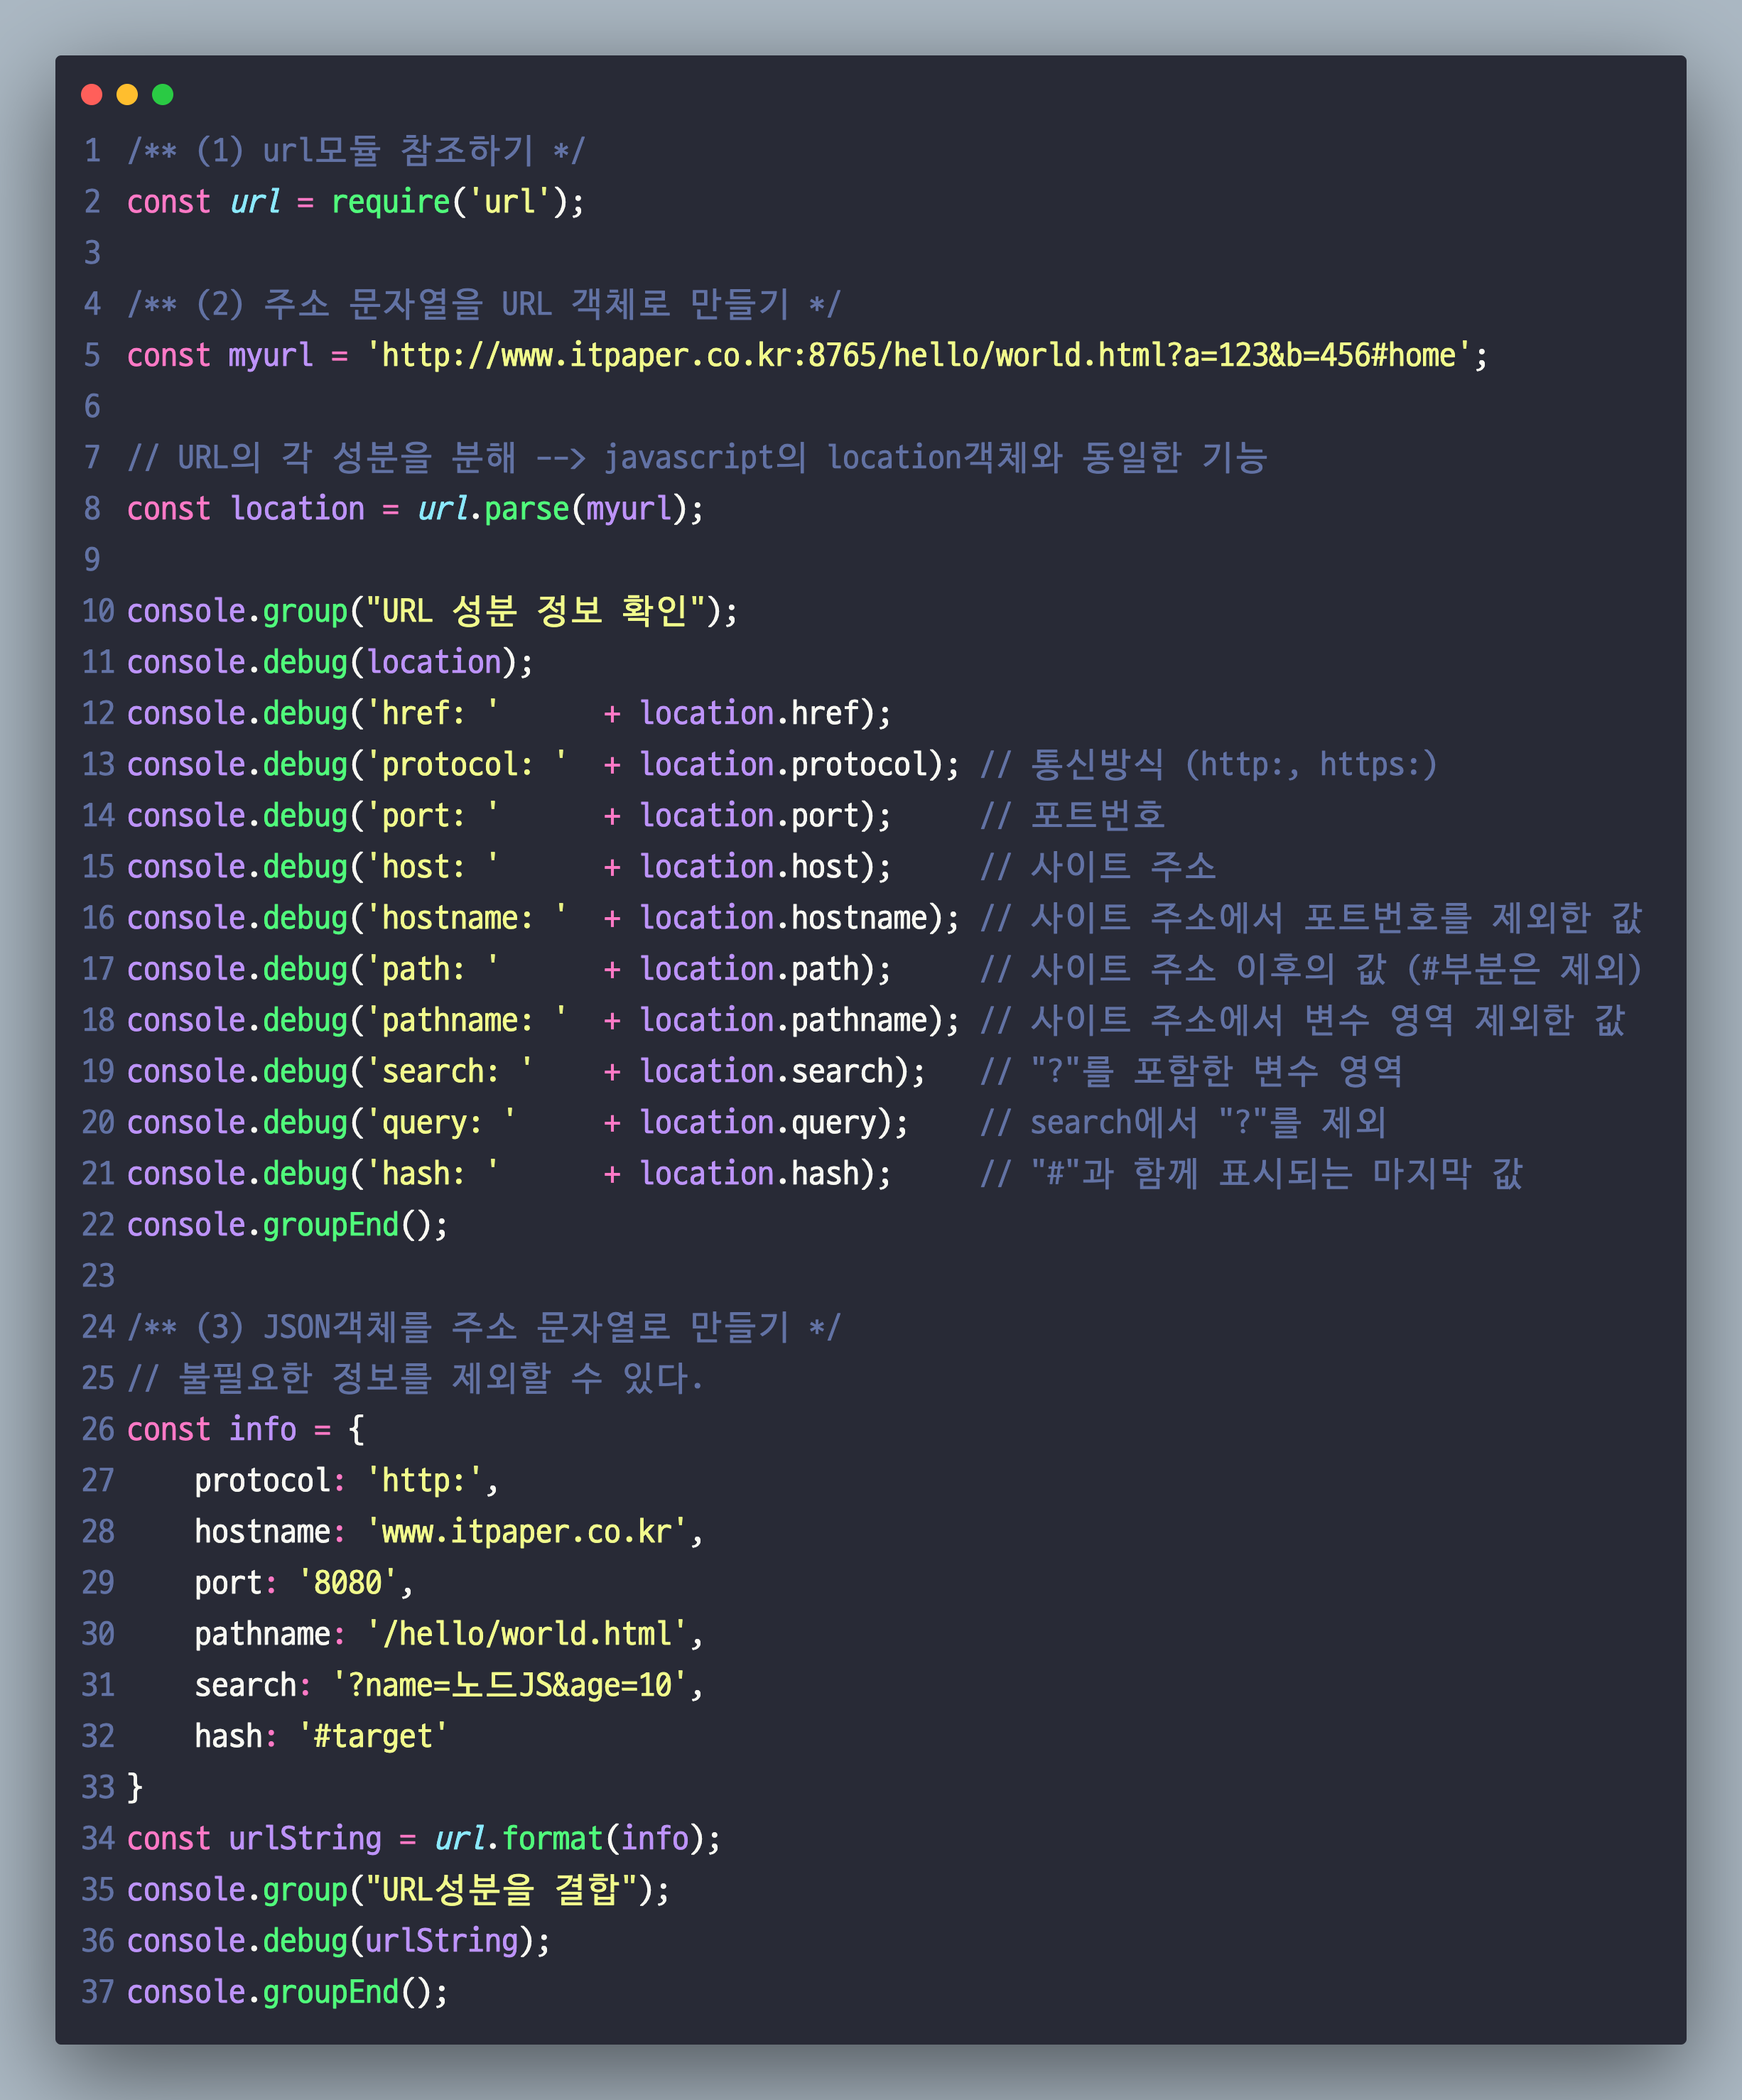 1 /** (1) url모듈 참조하기 */
2 const url = require('url');
3
4 /** (2) 주소 문자열을 URL 객체로 만들기 */
5 const myurl = 'http://www.itpaper.co.kr:8765/hello/world.html?a=123&b=456#home';
6
7 // URL의 각 성분을 분해 --> javascript의 location객체와 동일한 기능
8 const location = url.parse(myurl);
9
10 console.group("URL 성분 정보 확인");
11 console.debug(location);
12 console.debug('href: '      + location.href);
13 console.debug('protocol: '  + location.protocol); // 통신방식 (http:, https:)
14 console.debug('port: '      + location.port);     // 포트번호
15 console.debug('host: '      + location.host);     // 사이트 주소
16 console.debug('hostname: '  + location.hostname); // 사이트 주소에서 포트번호를 제외한 값
17 console.debug('path: '      + location.path);     // 사이트 주소 이후의 값 (#부분은 제외)
18 console.debug('pathname: '  + location.pathname); // 사이트 주소에서 변수 영역 제외한 값
19 console.debug('search: '    + location.search);   // "?"를 포함한 변수 영역
20 console.debug('query: '     + location.query);    // search에서 "?"를 제외
21 console.debug('hash: '      + location.hash);     // "#"과 함께 표시되는 마지막 값
22 console.groupEnd();
23
24 /** (3) JSON객체를 주소 문자열로 만들기 */
25 // 불필요한 정보를 제외할 수 있다.
26 const info = {
27     protocol: 'http:',
28     hostname: 'www.itpaper.co.kr',
29     port: '8080',
30     pathname: '/hello/world.html',
31     search: '?name=노드JS&age=10',
32     hash: '#target'
33 }
34 const urlString = url.format(info);
35 console.group("URL성분을 결합");
36 console.debug(urlString);
37 console.groupEnd();